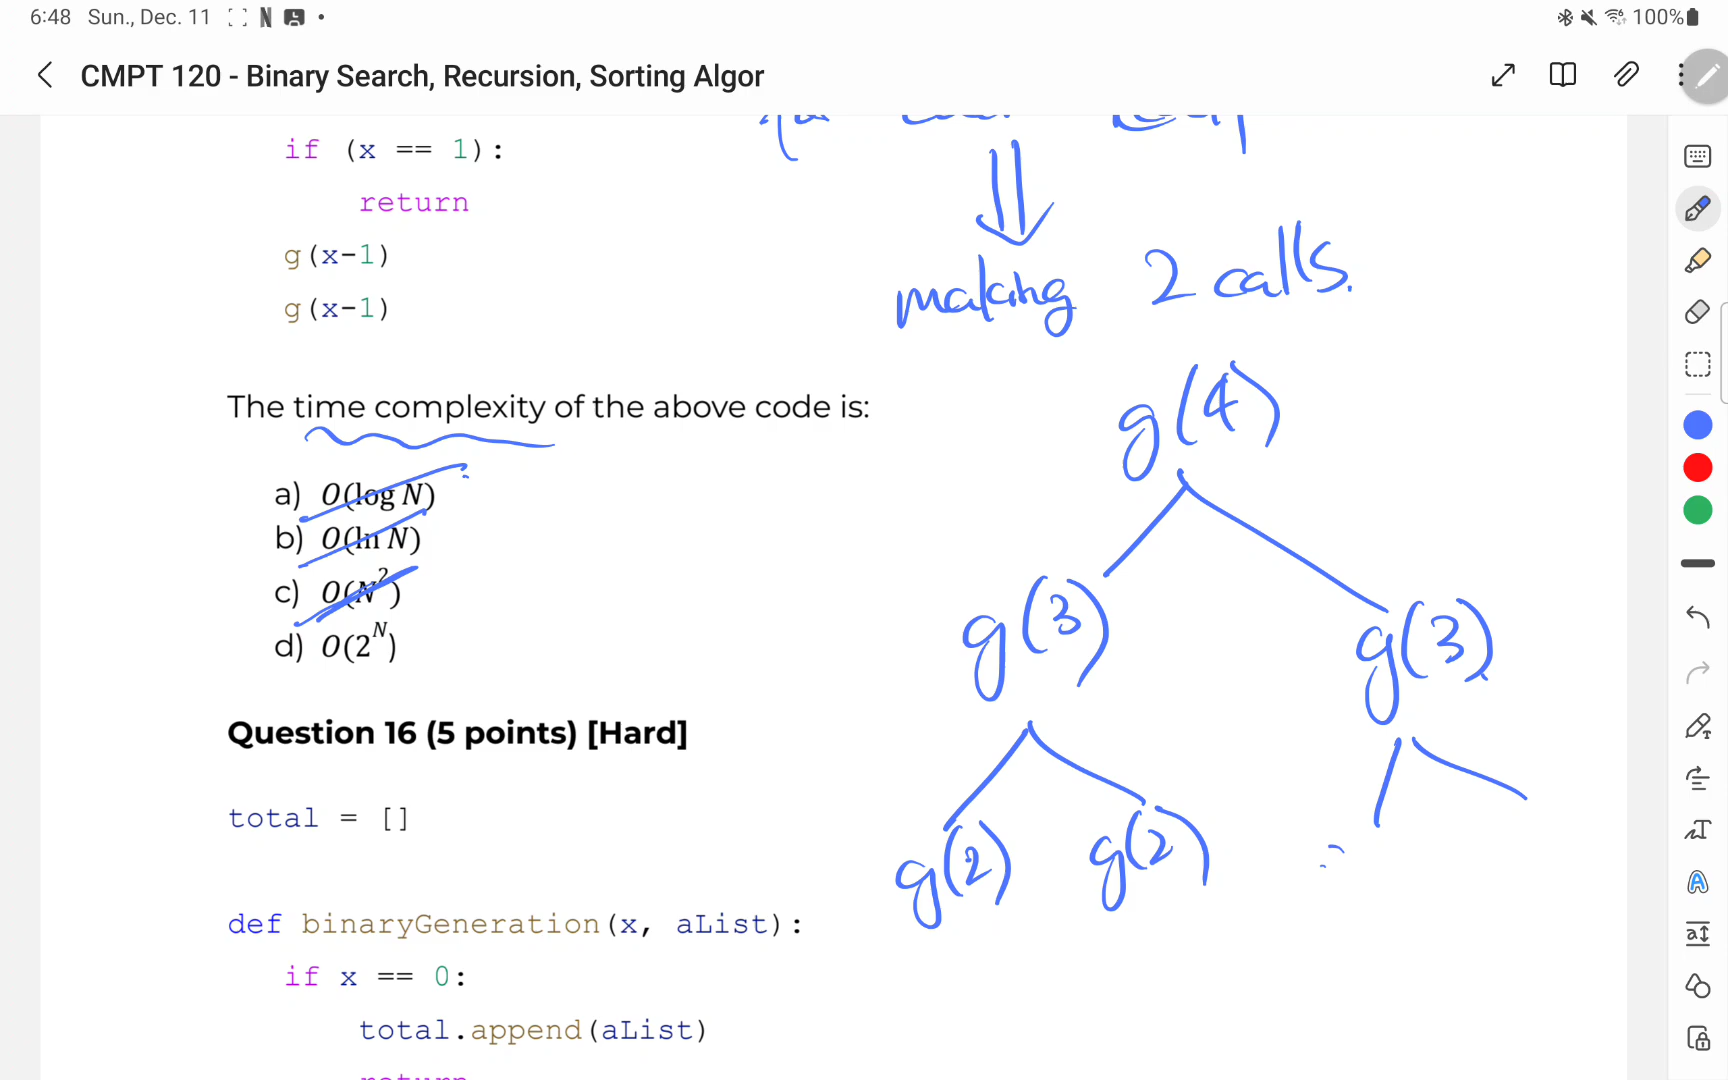 6:48 Sun., Dec. 11 100%
CMPT 120 - Binary Search, Recursion, Sorting Algor
if (x == 1):
return
g(x-1)
g(x-1)
making 2 calls.
The time complexity of the above code is:
a) O(log N)
b) O(ln N)
c) O(N²)
d) O(2ᴺ)
g(4)
g(3) g(3)
g(2) g(2)
Question 16 (5 points) [Hard]
total = []
def binaryGeneration(x, aList):
if x == 0:
total.append(aList)